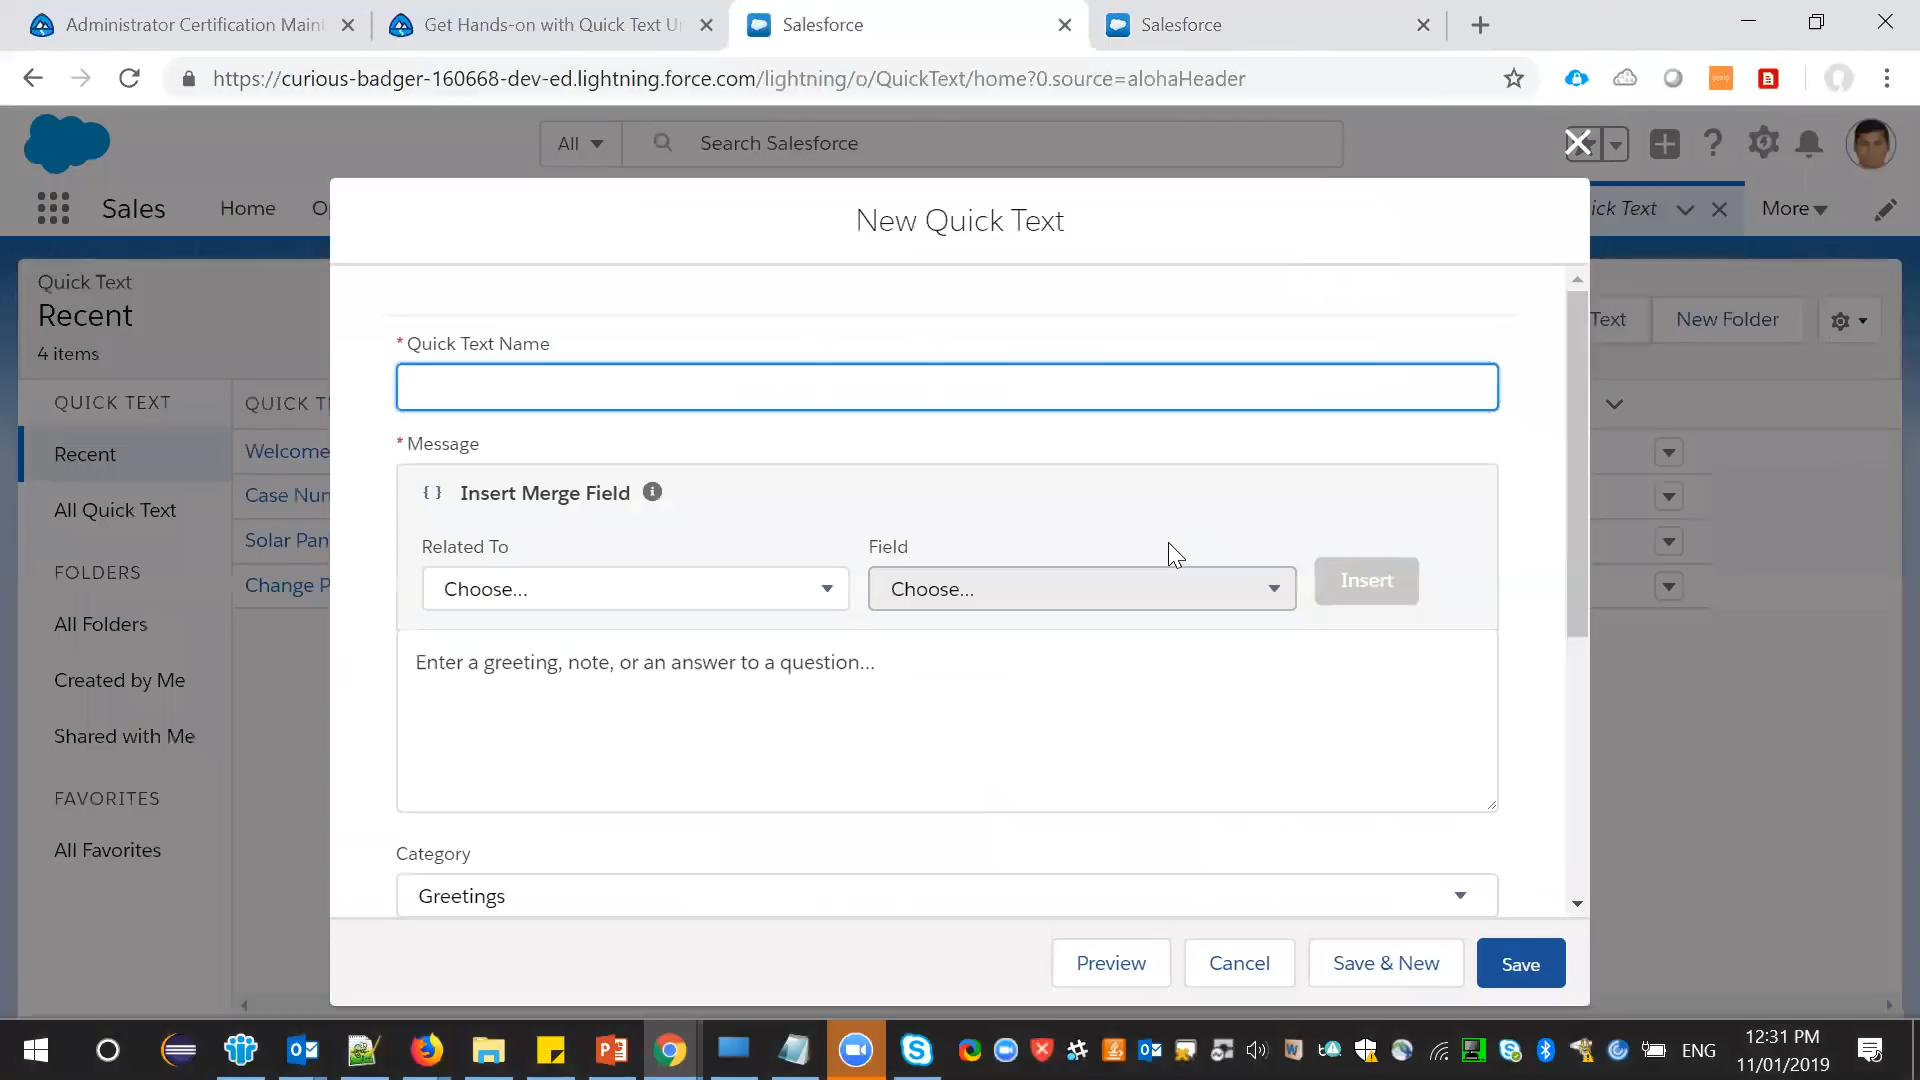 Administrator Certification Maint
Get Hands-on with Quick Text Ur
Salesforce
Salesforce
https://curious-badger-160668-dev-ed.lightning.force.com/lightning/o/QuickText/home?0.source=alohaHeader
All
Search Salesforce
Sales
Home
Op
ick Text
More
New Quick Text
Quick Text
Recent
4 items
Text
New Folder
QUICK TEXT
Recent
All Quick Text
FOLDERS
All Folders
Created by Me
Shared with Me
FAVORITES
All Favorites
QUICK TE
Welcome
Case Num
Solar Pan
Change P
*Quick Text Name
*Message
{ } Insert Merge Field
Related To
Field
Choose...
Choose...
Insert
Enter a greeting, note, or an answer to a question...
Category
Greetings
Preview
Cancel
Save & New
Save
ENG
12:31 PM
11/01/2019